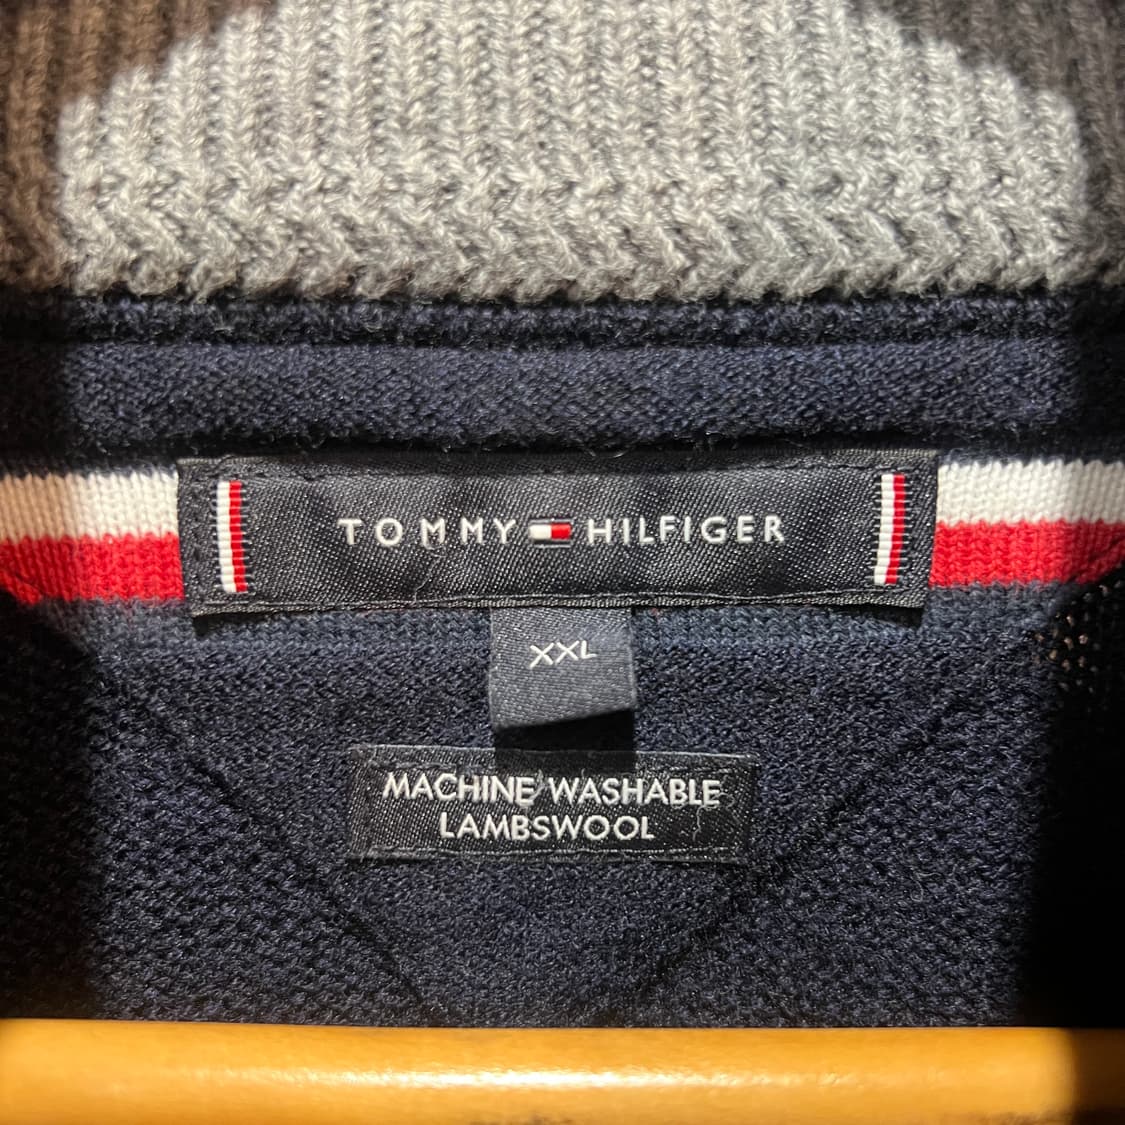 TOMMY HILFIGER
XXL
MACHINE WASHABLE
LAMBSWOOL